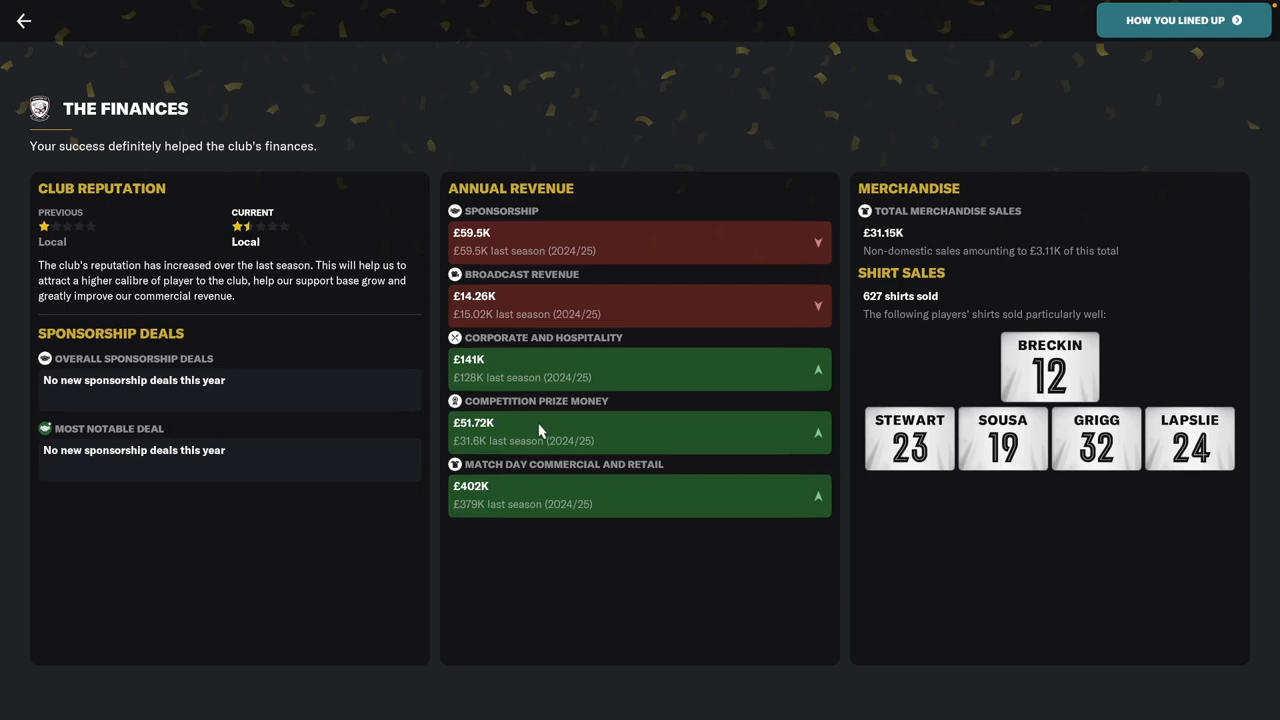 HOW YOU LINED UP
THE FINANCES
Your success definitely helped the club's finances.
CLUB REPUTATION
PREVIOUS
CURRENT
Local
Local
The club's reputation has increased over the last season. This will help us to
attract a higher calibre of player to the club, help our support base grow and
greatly improve our commercial revenue.
SPONSORSHIP DEALS
OVERALL SPONSORSHIP DEALS
No new sponsorship deals this year
MOST NOTABLE DEAL
No new sponsorship deals this year
ANNUAL REVENUE
SPONSORSHIP
£59.5K
£59.5K last season (2024/25)
BROADCAST REVENUE
£14.26K
£15.02K last season (2024/25)
CORPORATE AND HOSPITALITY
£141K
£128K last season (2024/25)
COMPETITION PRIZE MONEY
£51.72K
£31.6K last season (2024/25)
MATCH DAY COMMERCIAL AND RETAIL
£402K
£379K last season (2024/25)
MERCHANDISE
TOTAL MERCHANDISE SALES
£31.15K
Non-domestic sales amounting to £3.11K of this total
SHIRT SALES
627 shirts sold
The following players' shirts sold particularly well:
BRECKIN
12
STEWART
23
SOUSA
19
GRIGG
32
LAPSLIE
24